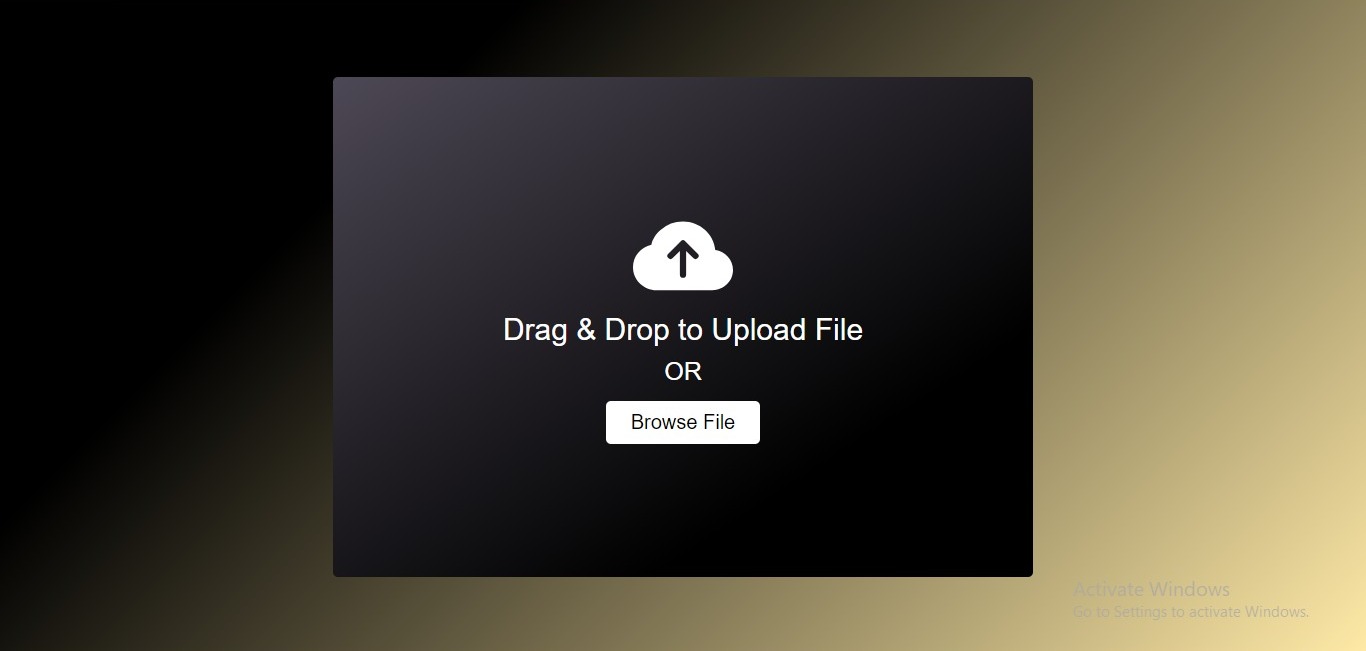 Drag & Drop to Upload File
OR
Browse File
Activate Windows
Go to Settings to activate Windows.